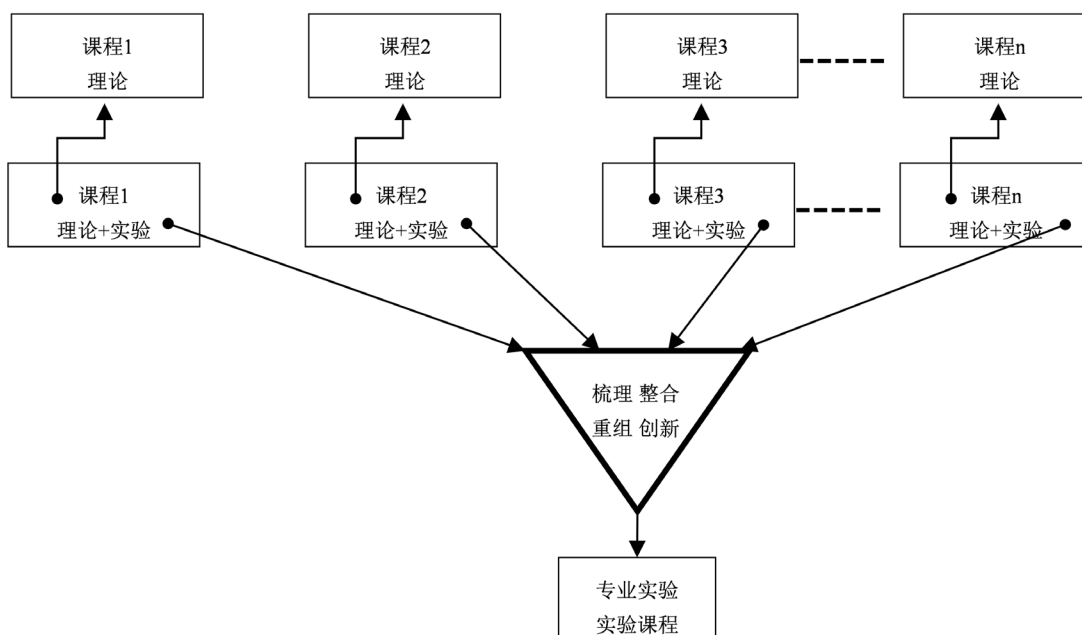 课程1
理论
课程2
理论
课程3
理论
课程n
理论
课程1
理论+实验
课程2
理论+实验
课程3
理论+实验
课程n
理论+实验
梳理 整合
重组 创新
专业实验
实验课程